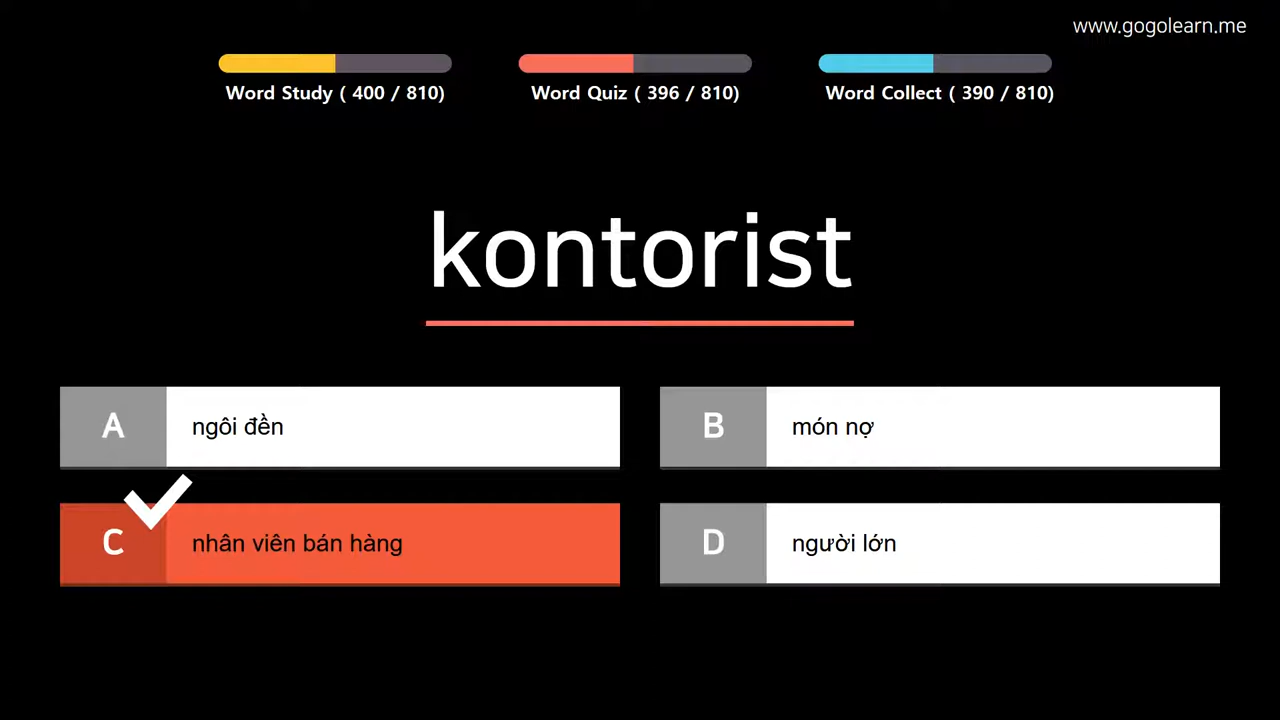 www.gogolearn.me
Word Study ( 400 / 810)
Word Quiz ( 396 / 810)
Word Collect ( 390 / 810)
kontorist
A
ngôi đền
B
món nợ
C
nhân viên bán hàng
D
người lớn